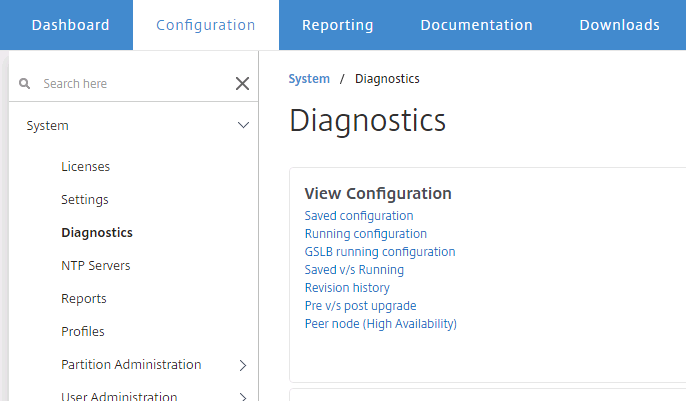 Dashboard Configuration Reporting Documentation Downloads
Search here
System
Licenses
Settings
Diagnostics
NTP Servers
Reports
Profiles
Partition Administration
User Administration
System / Diagnostics
Diagnostics
View Configuration
Saved configuration
Running configuration
GSLB running configuration
Saved v/s Running
Revision history
Pre v/s post upgrade
Peer node (High Availability)